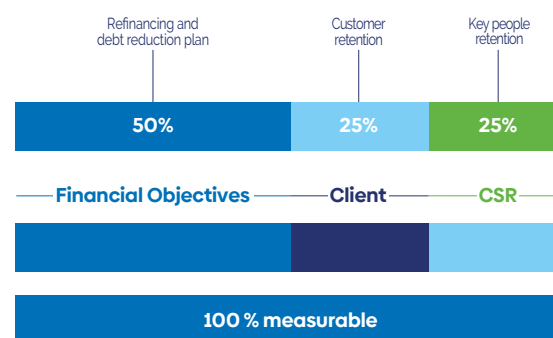 Refinancing and
debt reduction plan
Customer
retention
Key people
retention
50%
25%
25%
Financial Objectives
Client
CSR
100 % measurable